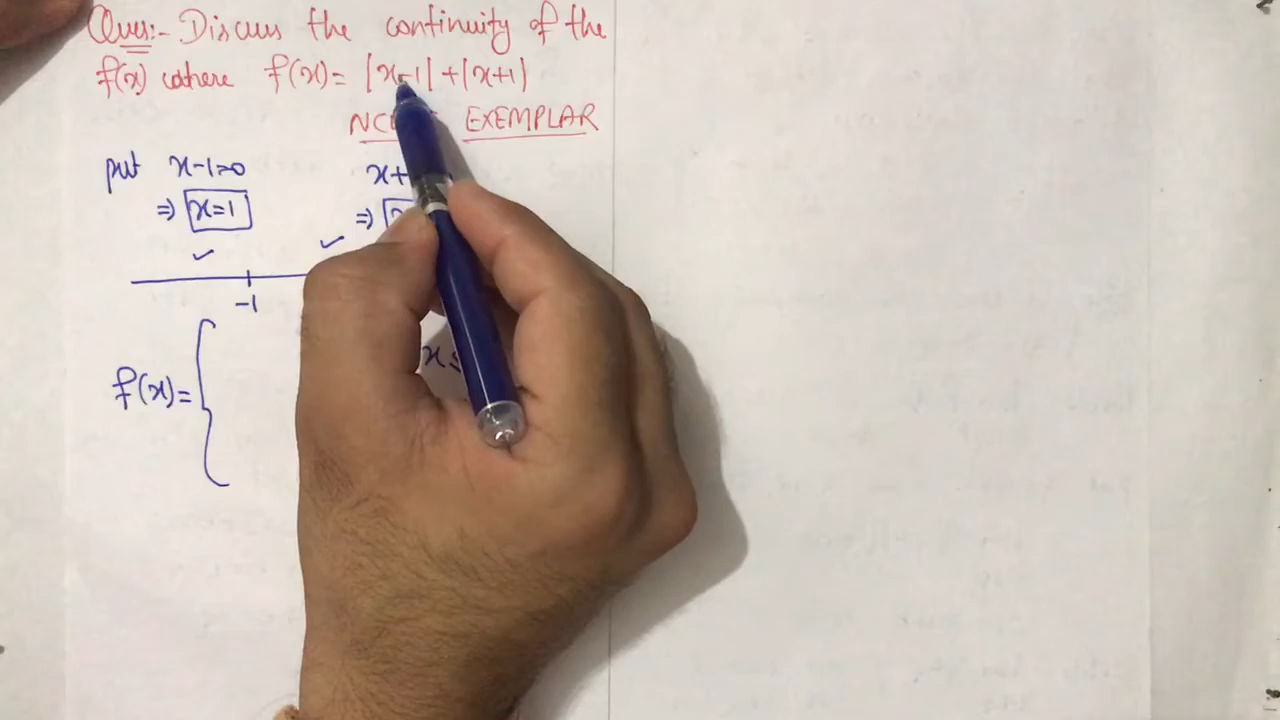 Ques:- Discuss the continuity of the
f(x) where f(x)= |x-1|+|x+1|
EXEMPLAR
put x-1=0 x+
⇒ x=1 ⇒
✓ ✓
-1
f(x)= { x≤